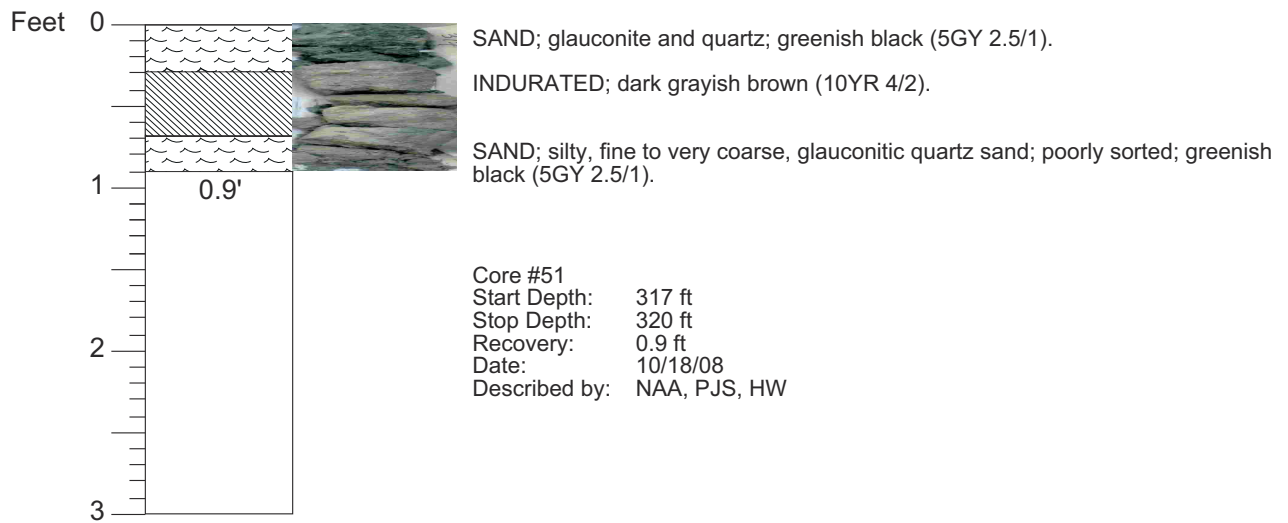 Feet 0
SAND; glauconite and quartz; greenish black (5GY 2.5/1).
INDURATED; dark grayish brown (10YR 4/2).
SAND; silty, fine to very coarse, glauconitic quartz sand; poorly sorted; greenish
black (5GY 2.5/1).
1
0.9'
Core #51
Start Depth: 317 ft
Stop Depth: 320 ft
Recovery: 0.9 ft
Date: 10/18/08
Described by: NAA, PJS, HW
2
3